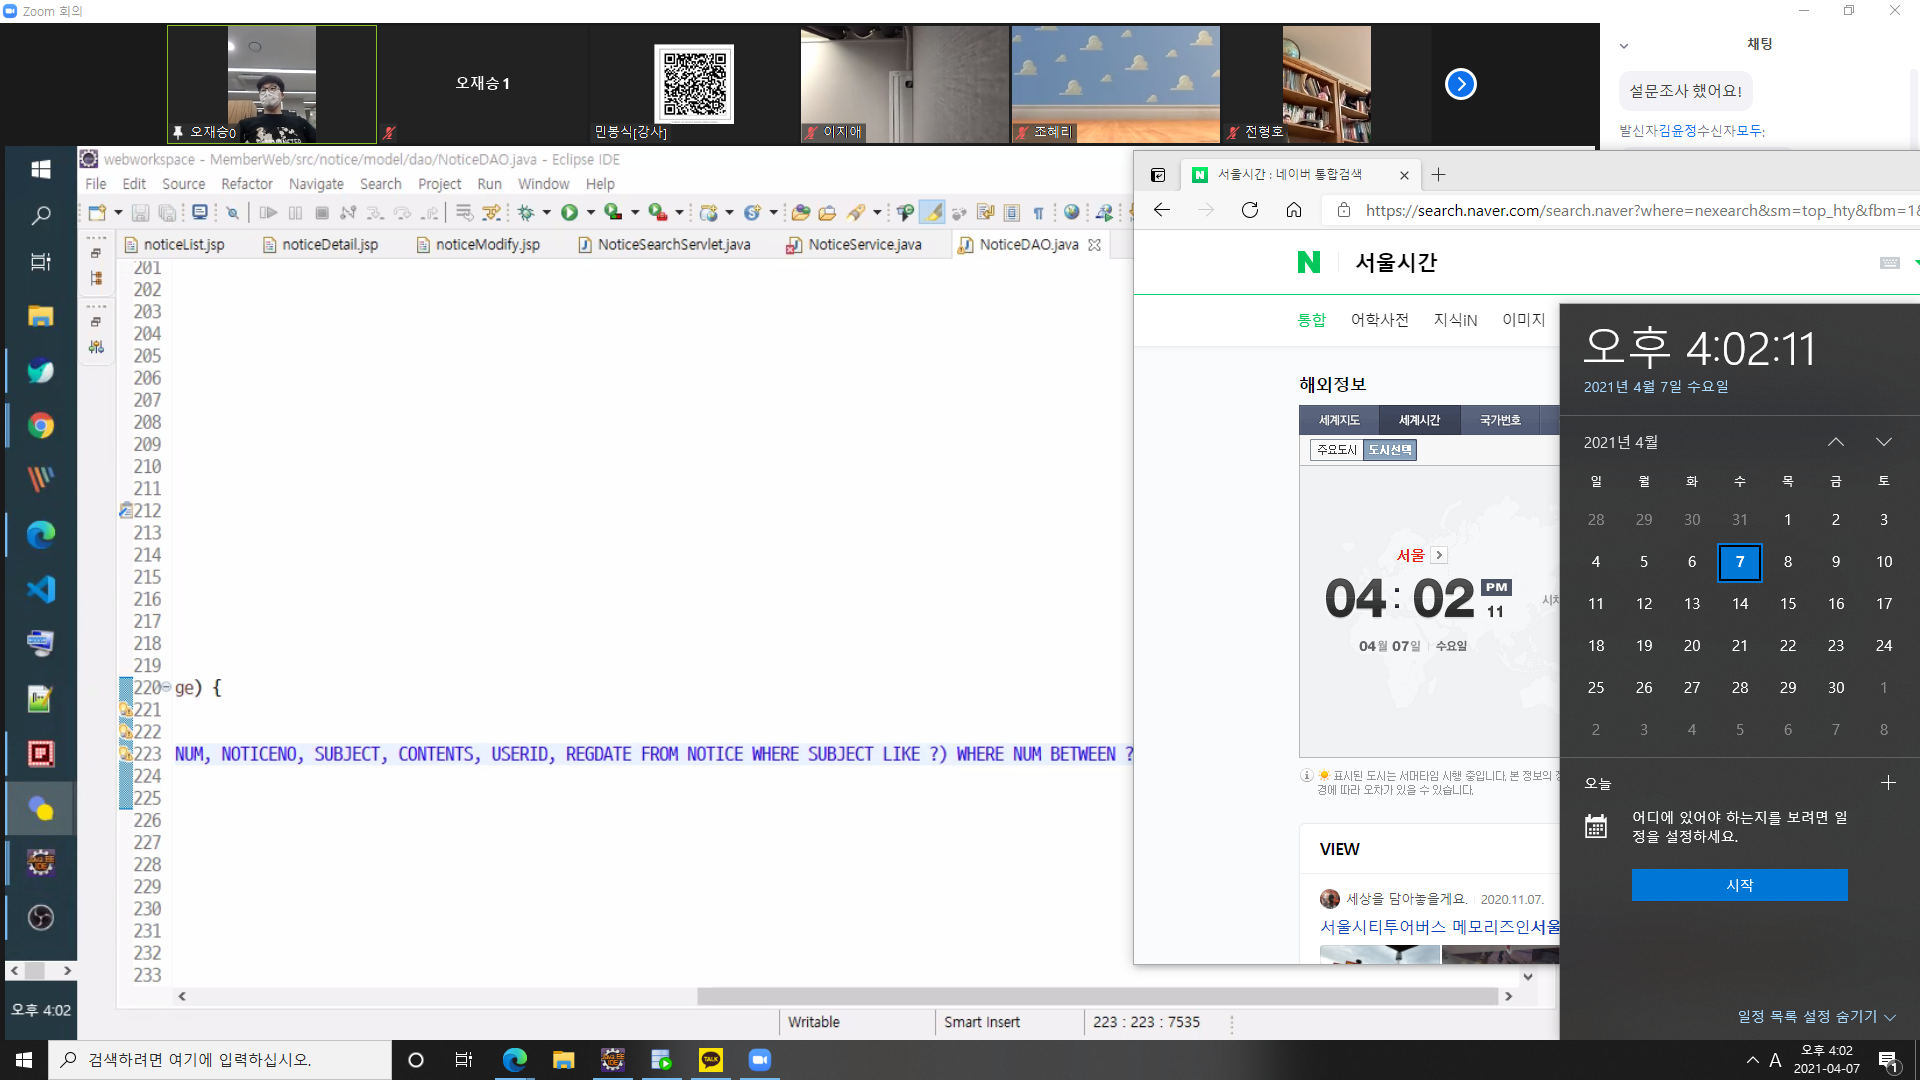 Zoom 회의
오재승0
오재승1
민봉식[강사]
이지애
조혜리
전형호
채팅
설문조사 했어요!
발신자김윤정수신자모두:
webworkspace - MemberWeb/src/notice/model/dao/NoticeDAO.java - Eclipse IDE
File Edit Source Refactor Navigate Search Project Run Window Help
noticeList.jsp noticeDetail.jsp noticeModify.jsp NoticeSearchServlet.java NoticeService.java NoticeDAO.java
201
202
203
204
205
206
207
208
209
210
211
212
213
214
215
216
217
218
219
220 ge) {
221
222
223 NUM, NOTICENO, SUBJECT, CONTENTS, USERID, REGDATE FROM NOTICE WHERE SUBJECT LIKE ?) WHERE NUM BETWEEN ?
224
225
226
227
228
229
230
231
232
233
Writable Smart Insert 223 : 223 : 7535
오후 4:02
서울시간 : 네이버 통합검색
https://search.naver.com/search.naver?where=nexearch&sm=top_hty&fbm=1&
N 서울시간
통합 어학사전 지식iN 이미지
해외정보
세계지도 세계시간 국가번호
주요도시 도시선택
서울
04 : 02 PM 11
시차
04월 07일 수요일
표시된 도시는 서머타임 시행 중입니다. 본 정보의 정
경에 따라 오차가 있을 수 있습니다.
VIEW
세상을 담아놓을게요. 2020.11.07.
서울시티투어버스 메모리즈인서울
오후 4:02:11
2021년 4월 7일 수요일
2021년 4월
일 월 화 수 목 금 토
28 29 30 31 1 2 3
4 5 6 7 8 9 10
11 12 13 14 15 16 17
18 19 20 21 22 23 24
25 26 27 28 29 30 1
2 3 4 5 6 7 8
오늘
어디에 있어야 하는지를 보려면 일
정을 설정하세요.
시작
일정 목록 설정 숨기기
검색하려면 여기에 입력하십시오.
TALK
A
오후 4:02
2021-04-07
1